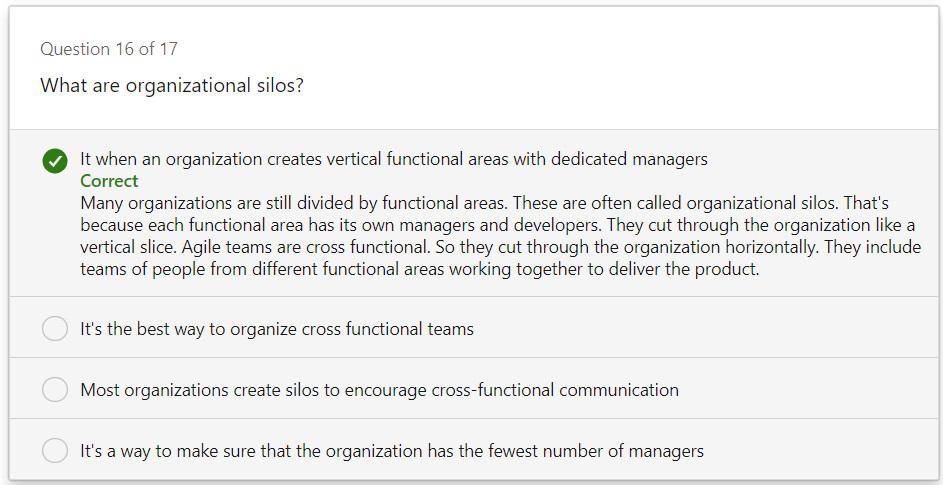 Question 16 of 17
What are organizational silos?
It when an organization creates vertical functional areas with dedicated managers
Correct
Many organizations are still divided by functional areas. These are often called organizational silos. That's
because each functional area has its own managers and developers. They cut through the organization like a
vertical slice. Agile teams are cross functional. So they cut through the organization horizontally. They include
teams of people from different functional areas working together to deliver the product.
It's the best way to organize cross functional teams
Most organizations create silos to encourage cross-functional communication
It's a way to make sure that the organization has the fewest number of managers